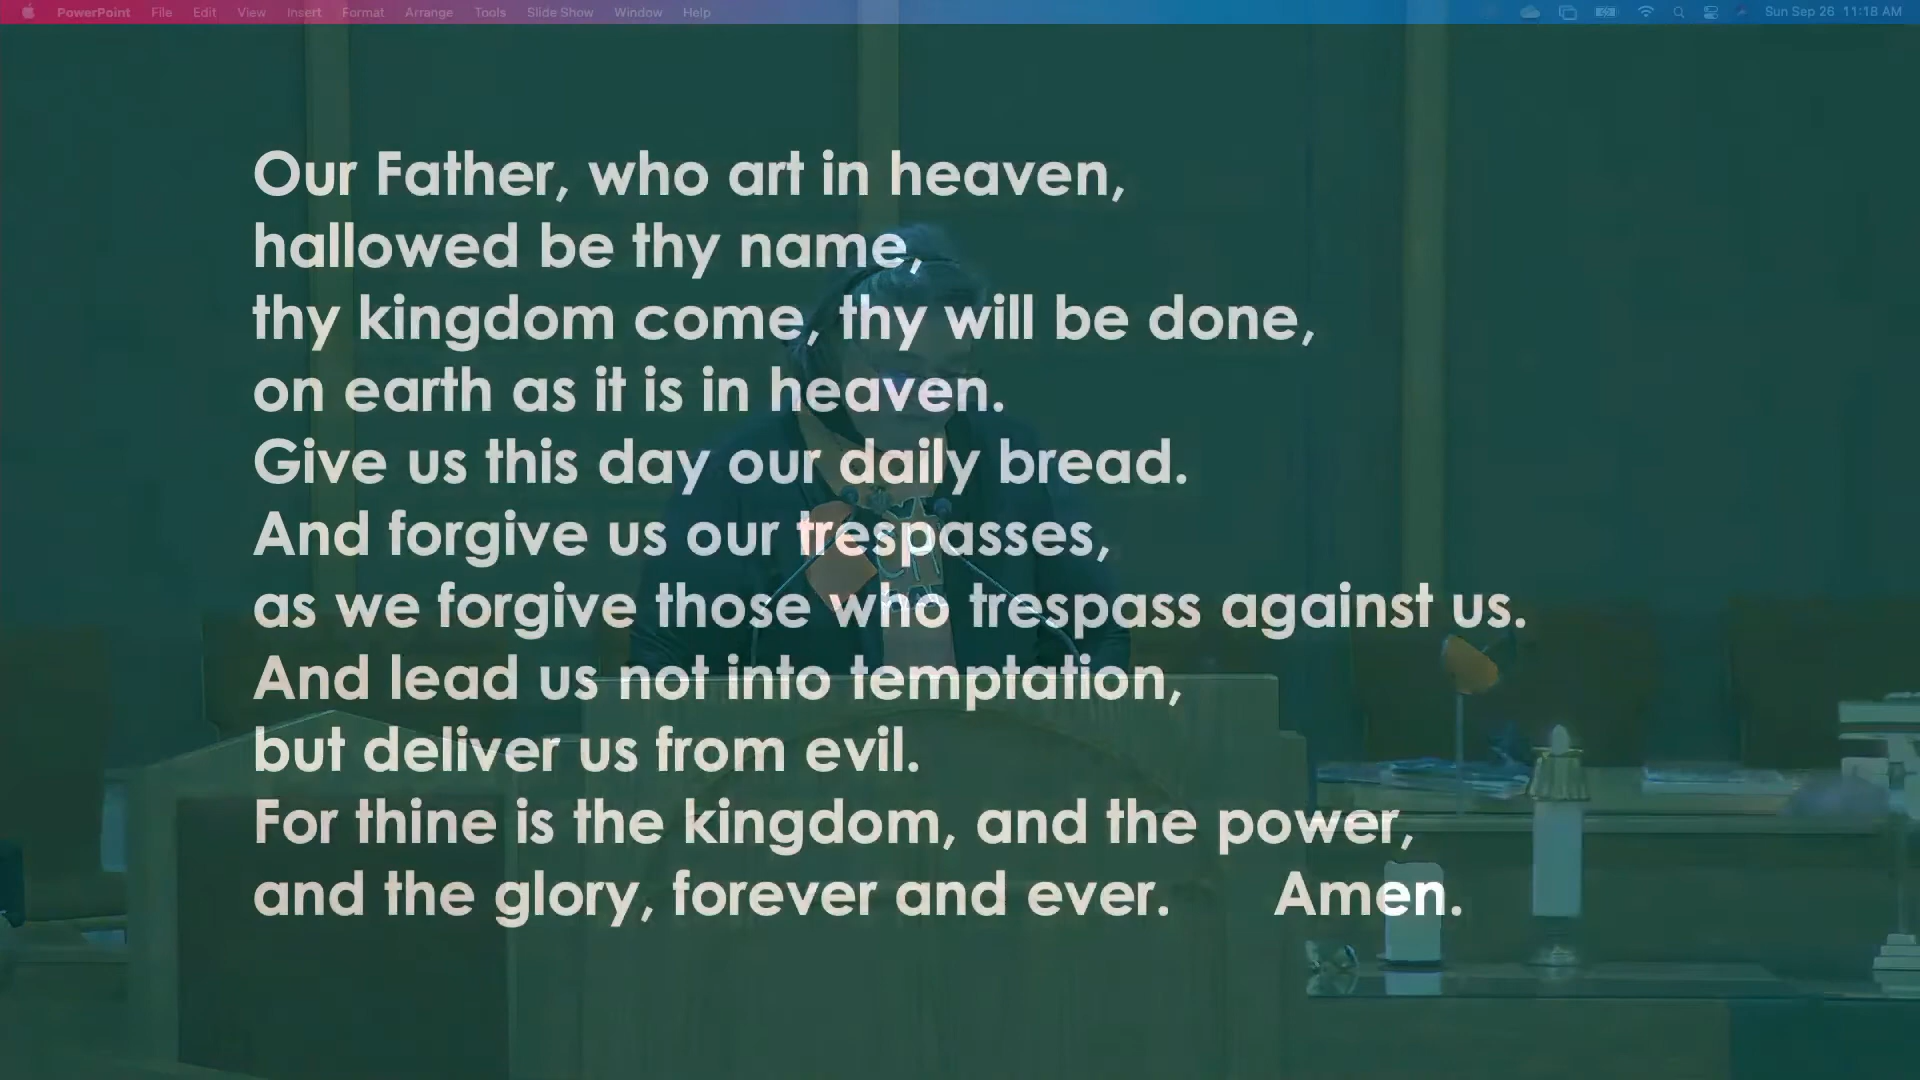 PowerPoint File Edit View Insert Format Arrange Tools Slide Show Window Help Sun Sep 26 11:18 AM
Our Father, who art in heaven,
hallowed be thy name,
thy kingdom come, thy will be done,
on earth as it is in heaven.
Give us this day our daily bread.
And forgive us our trespasses,
as we forgive those who trespass against us.
And lead us not into temptation,
but deliver us from evil.
For thine is the kingdom, and the power,
and the glory, forever and ever. Amen.